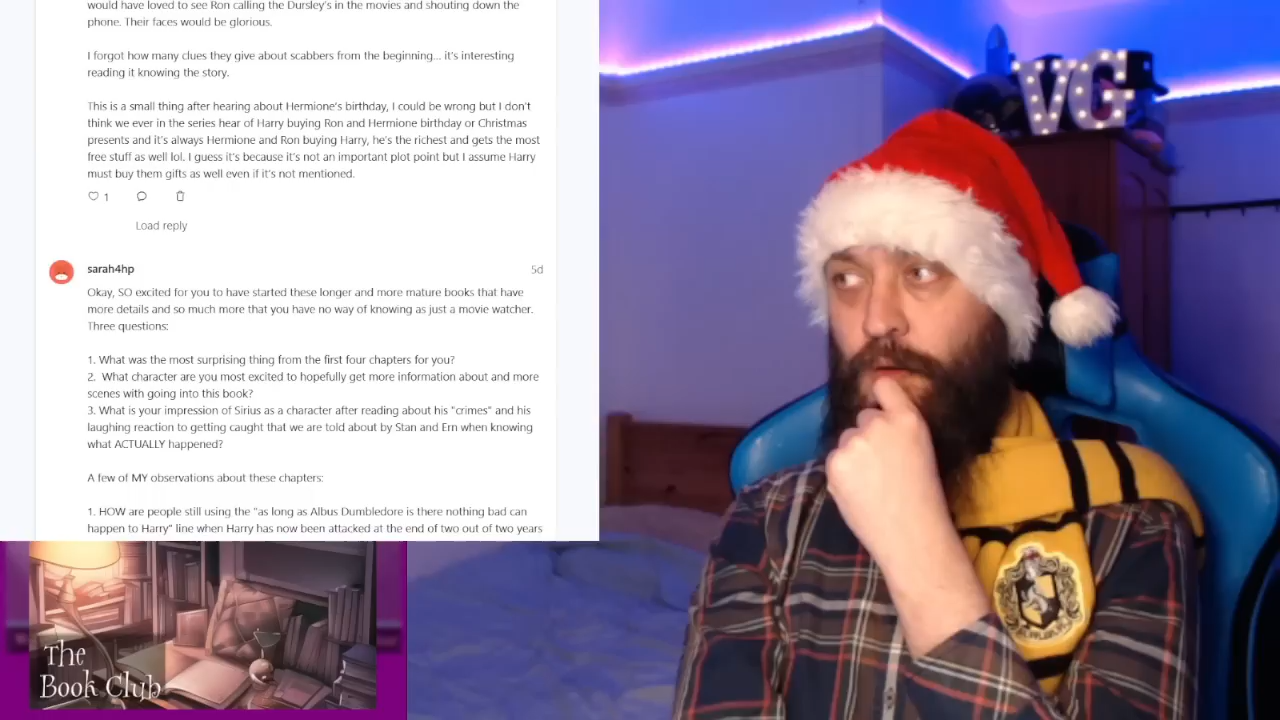 would have loved to see Ron calling the Dursley's in the movies and shouting down the
phone. Their faces would be glorious.
I forgot how many clues they give about scabbers from the beginning... it's interesting
reading it knowing the story.
This is a small thing after hearing about Hermione's birthday, I could be wrong but I don't
think we ever in the series hear of Harry buying Ron and Hermione birthday or Christmas
presents and it's always Hermione and Ron buying Harry, he's the richest and gets the most
free stuff as well lol. I guess it's because it's not an important plot point but I assume Harry
must buy them gifts as well even if it's not mentioned.
1
Load reply
sarah4hp
5d
Okay, SO excited for you to have started these longer and more mature books that have
more details and so much more that you have no way of knowing as just a movie watcher.
Three questions:
1. What was the most surprising thing from the first four chapters for you?
2. What character are you most excited to hopefully get more information about and more
scenes with going into this book?
3. What is your impression of Sirius as a character after reading about his "crimes" and his
laughing reaction to getting caught that we are told about by Stan and Ern when knowing
what ACTUALLY happened?
A few of MY observations about these chapters:
1. HOW are people still using the "as long as Albus Dumbledore is there nothing bad can
happen to Harry" line when Harry has now been attacked at the end of two out of two years
VG
HUFFLEPUFF
The
Book Club